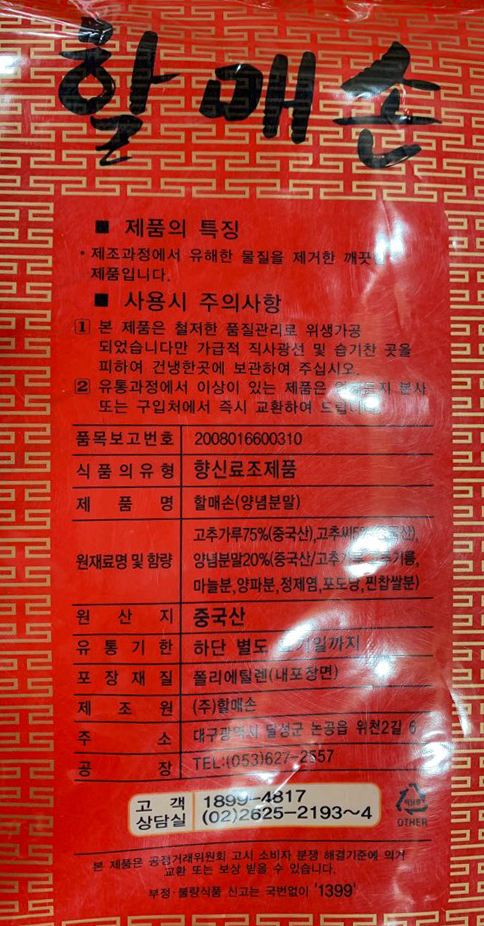 할매손
■ 제품의 특징
• 제조과정에서 유해한 물질을 제거한
제품입니다.
■ 사용시 주의사항
1 본 제품은 철저한 품질관리로 위생가공
되었습니다만 가급적 직사광선 및 습기찬 곳을
피하여 건냉한곳에 보관하여 주십시오.
2 유통과정에서 이상이 있는 제품은 본사
또는 구입처에서 즉시 교환하여
품목보고번호 2008016600310
식품의유형 향신료조제품
제품명 할매손(양념분말)
원재료명 및 함량 고추가루75%(중국산),고추씨
양념분말20%(중국산/
마늘분,양파분,정제염,포도당,찐찹쌀분)
원산지 중국산
유통기한 하단 별도
포장재질 폴리에틸렌(내포장면)
제조원 (주)할매손
주소 대구광역시 달성군 논공읍 위천2길 6
공장 TEL:(053)627-2557
고객 1899-4817
상담실 (02)2625-2193~4
OTHER
본 제품은 공정거래위원회 고시 소비자 분쟁 해결기준에 의거
교환 또는 보상 받을 수 있습니다.
부정·불량식품 신고는 국번없이 '1399'